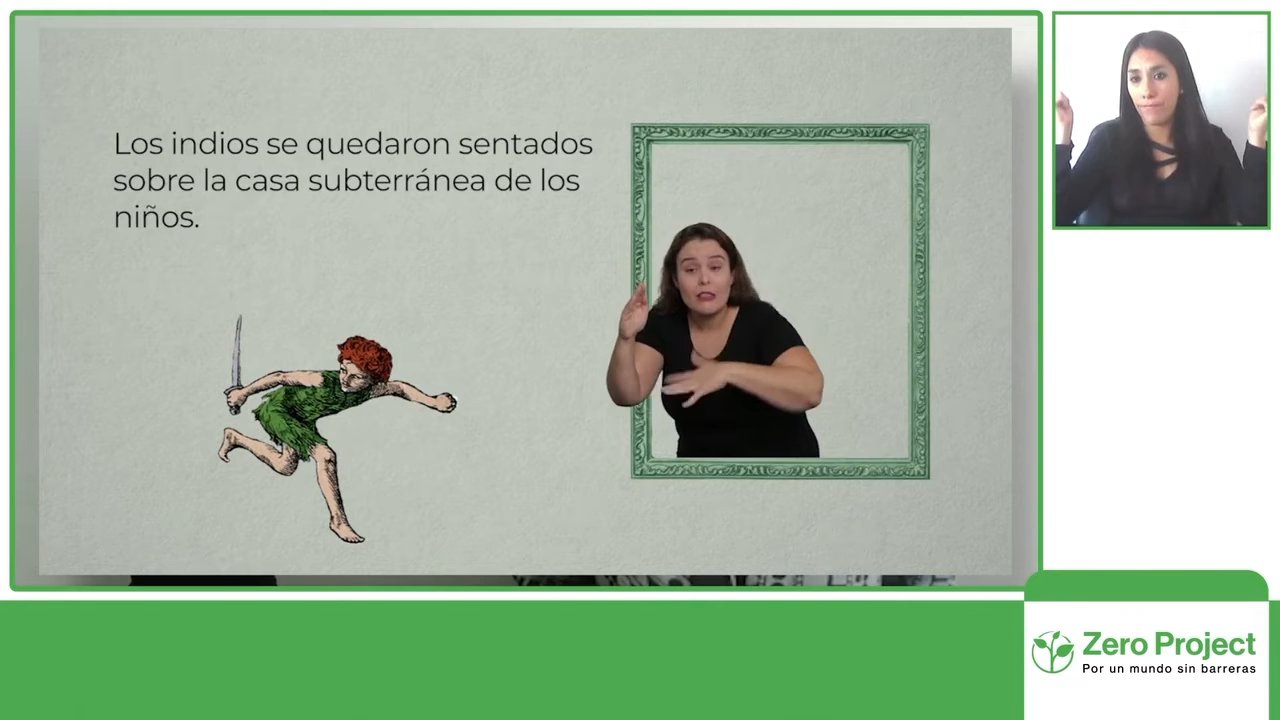 Los indios se quedaron sentados
sobre la casa subterránea de los
niños.
Zero Project
Por un mundo sin barreras